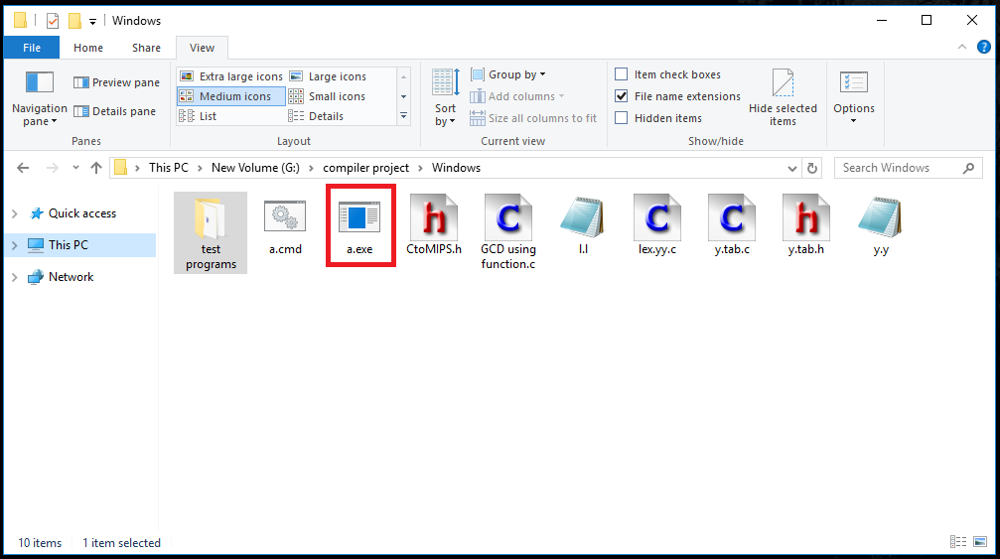 Windows
File Home Share View
Navigation pane
Preview pane
Details pane
Panes
Extra large icons Large icons
Medium icons Small icons
List Details
Layout
Sort by
Group by
Add columns
Size all columns to fit
Current view
Item check boxes
File name extensions
Hidden items
Hide selected items
Show/hide
Options
This PC New Volume (G:) compiler project Windows
Search Windows
Quick access
This PC
Network
test programs
a.cmd
a.exe
CtoMIPS.h
GCD using function.c
l.l
lex.yy.c
y.tab.c
y.tab.h
y.y
10 items 1 item selected